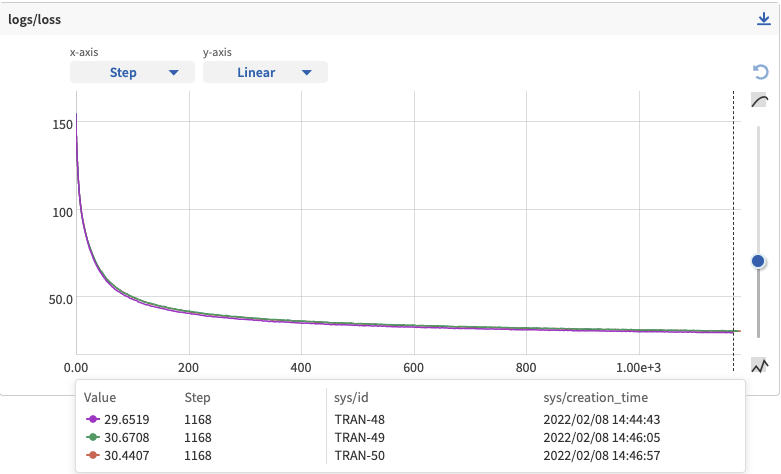 logs/loss
x-axis y-axis
Step Linear
150
100
50.0
0.00 200 400 600 800 1.00e+3
Value Step sys/id sys/creation_time
29.6519 1168 TRAN-48 2022/02/08 14:44:43
30.6708 1168 TRAN-49 2022/02/08 14:46:05
30.4407 1168 TRAN-50 2022/02/08 14:46:57